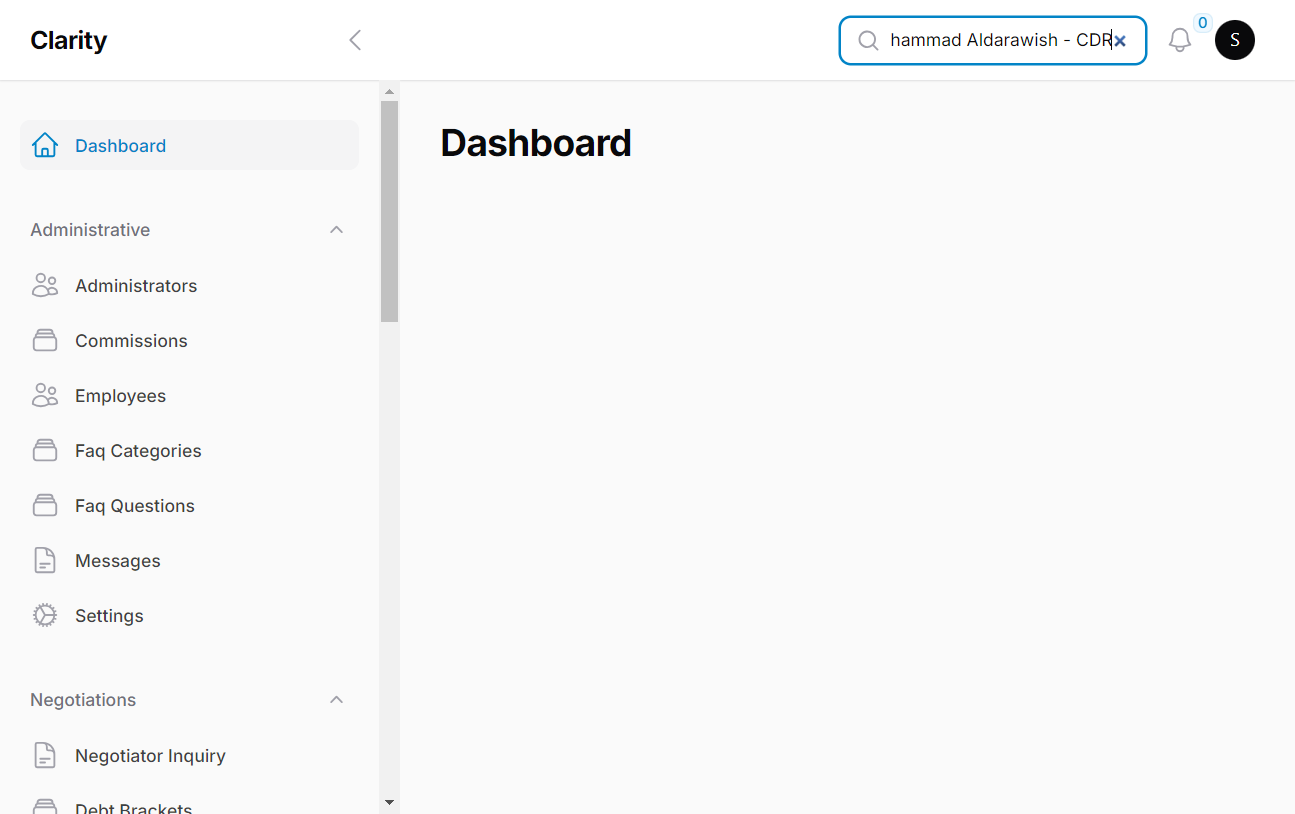 Clarity
hammad Aldarawish - CDR
0
S
Dashboard
Administrative
Administrators
Commissions
Employees
Faq Categories
Faq Questions
Messages
Settings
Negotiations
Negotiator Inquiry
Debt Brackets
Dashboard